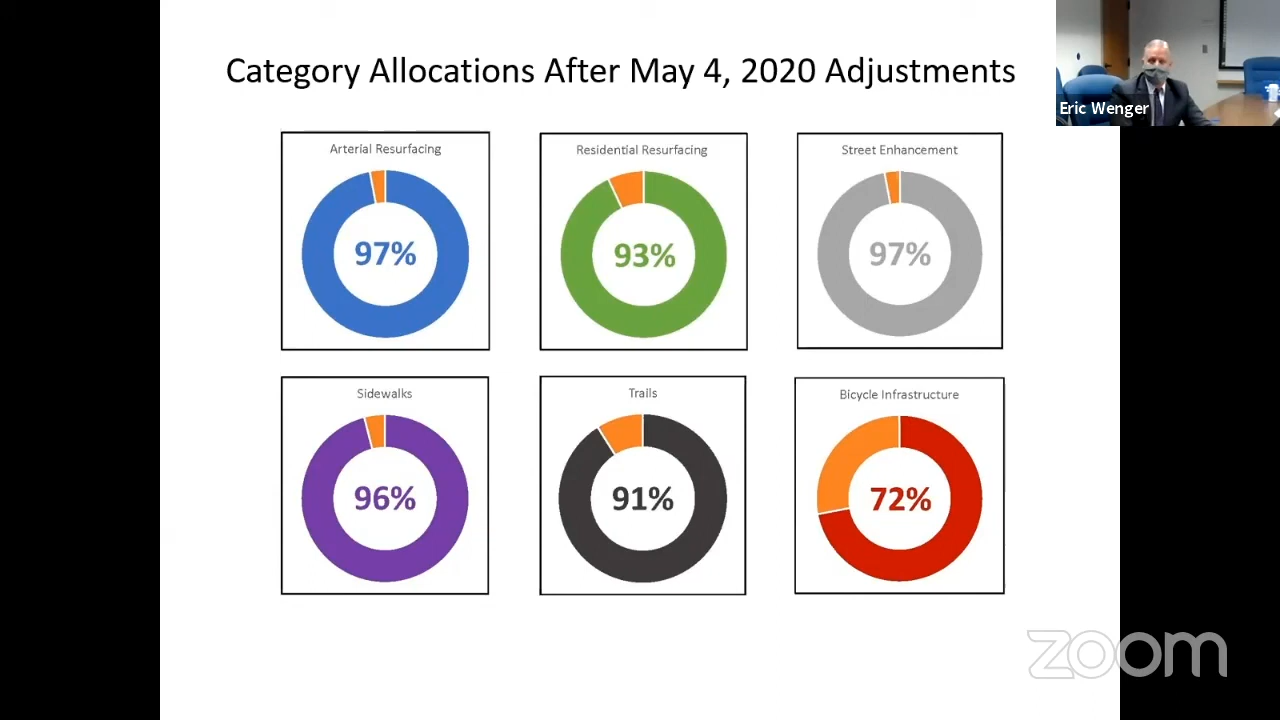 Category Allocations After May 4, 2020 Adjustments
Eric Wenger
Arterial Resurfacing
97%
Residential Resurfacing
93%
Street Enhancement
97%
Sidewalks
96%
Trails
91%
Bicycle Infrastructure
72%
zoom